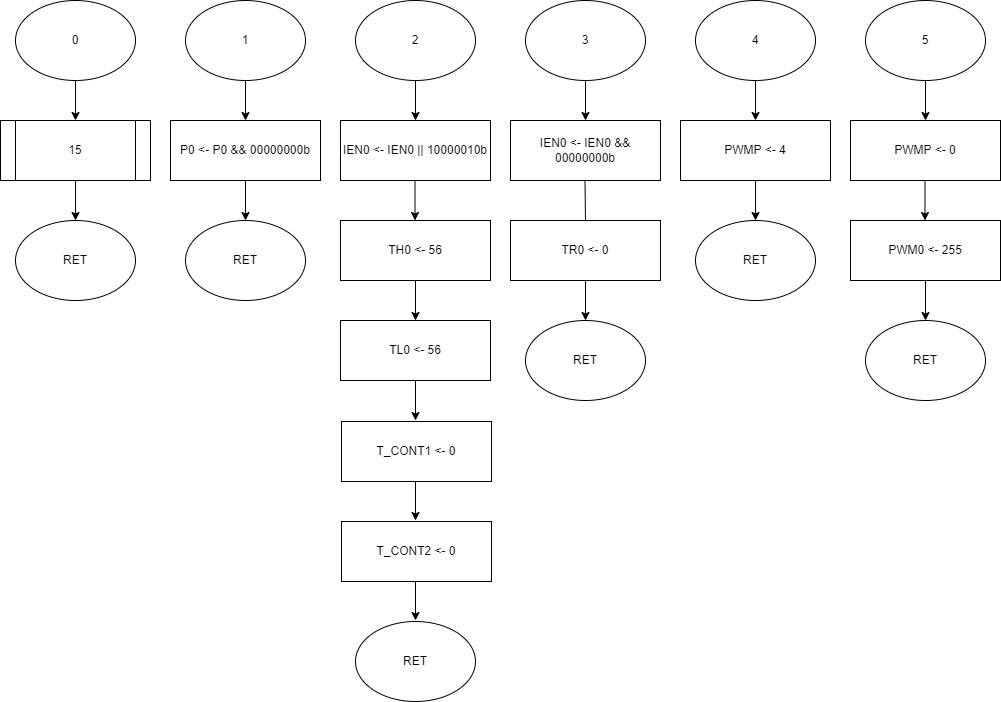 0
1
2
3
4
5
15
P0 <- P0 && 00000000b
IEN0 <- IEN0 || 10000010b
IEN0 <- IEN0 &&
00000000b
PWMP <- 4
PWMP <- 0
RET
RET
TH0 <- 56
TR0 <- 0
RET
PWM0 <- 255
TL0 <- 56
RET
RET
T_CONT1 <- 0
T_CONT2 <- 0
RET